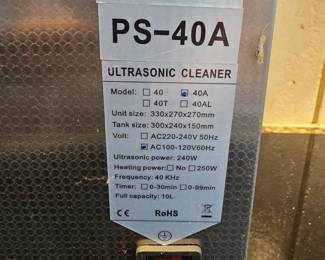 PS-40A
ULTRASONIC CLEANER
Model: 40 40A
40T 40AL
Unit size: 330x270x270mm
Tank size: 300x240x150mm
Volt: AC220-240V 50Hz
AC100-120V60Hz
Ultrasonic power: 240W
Heating power: No 250W
Frequency: 40 KHz
Timer: 0-30min 0-99min
Full capacity: 10L
CE RoHS